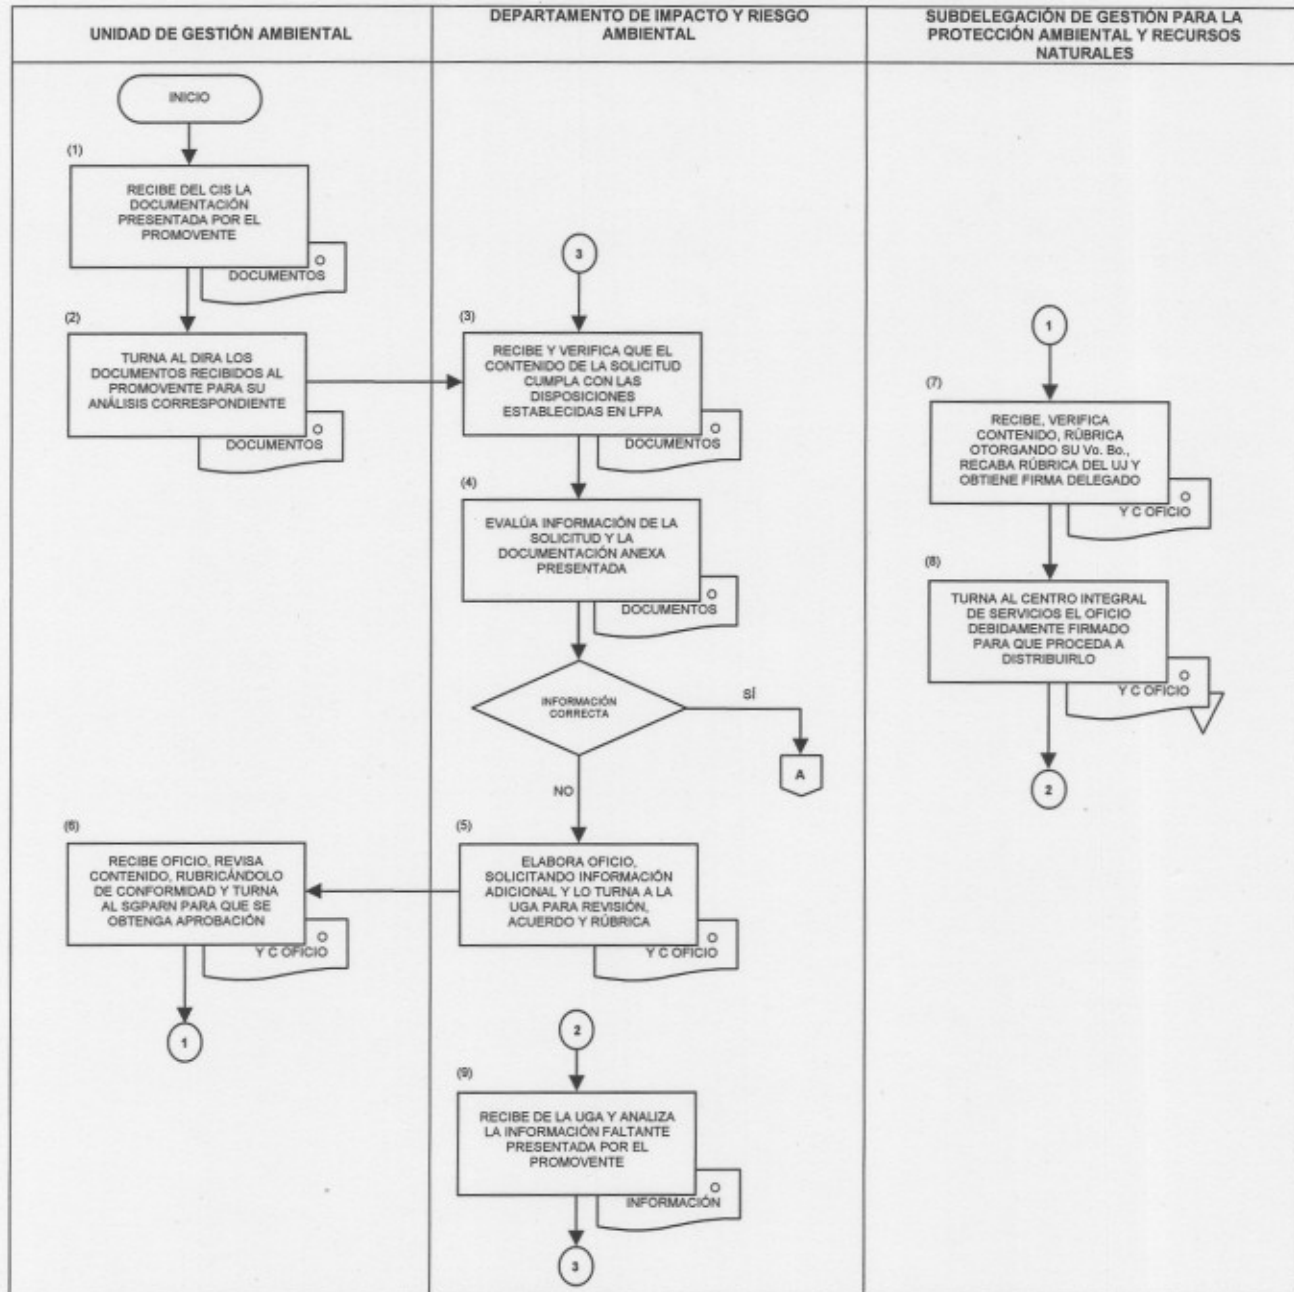 UNIDAD DE GESTIÓN AMBIENTAL
DEPARTAMENTO DE IMPACTO Y RIESGO
AMBIENTAL
SUBDELEGACIÓN DE GESTIÓN PARA LA
PROTECCIÓN AMBIENTAL Y RECURSOS
NATURALES
INICIO
(1)
RECIBE DEL CIS LA
DOCUMENTACIÓN
PRESENTADA POR EL
PROMOVENTE
O
DOCUMENTOS
(2)
TURNA AL DIRA LOS
DOCUMENTOS RECIBIDOS AL
PROMOVENTE PARA SU
ANÁLISIS CORRESPONDIENTE
O
DOCUMENTOS
3
(3)
RECIBE Y VERIFICA QUE EL
CONTENIDO DE LA SOLICITUD
CUMPLA CON LAS
DISPOSICIONES
ESTABLECIDAS EN LFPA
O
DOCUMENTOS
(4)
EVALÚA INFORMACIÓN DE LA
SOLICITUD Y LA
DOCUMENTACIÓN ANEXA
PRESENTADA
O
DOCUMENTOS
INFORMACIÓN
CORRECTA
SÍ
A
NO
(5)
ELABORA OFICIO,
SOLICITANDO INFORMACIÓN
ADICIONAL Y LO TURNA A LA
UGA PARA REVISIÓN,
ACUERDO Y RÚBRICA
O
Y C OFICIO
(6)
RECIBE OFICIO, REVISA
CONTENIDO, RUBRICÁNDOLO
DE CONFORMIDAD Y TURNA
AL SGPARN PARA QUE SE
OBTENGA APROBACIÓN
O
Y C OFICIO
1
1
(7)
RECIBE, VERIFICA
CONTENIDO, RÚBRICA
OTORGANDO SU Vo. Bo.,
RECABA RÚBRICA DEL UJ Y
OBTIENE FIRMA DELEGADO
O
Y C OFICIO
(8)
TURNA AL CENTRO INTEGRAL
DE SERVICIOS EL OFICIO
DEBIDAMENTE FIRMADO
PARA QUE PROCEDA A
DISTRIBUIRLO
O
Y C OFICIO
2
2
(9)
RECIBE DE LA UGA Y ANALIZA
LA INFORMACIÓN FALTANTE
PRESENTADA POR EL
PROMOVENTE
O
INFORMACIÓN
3